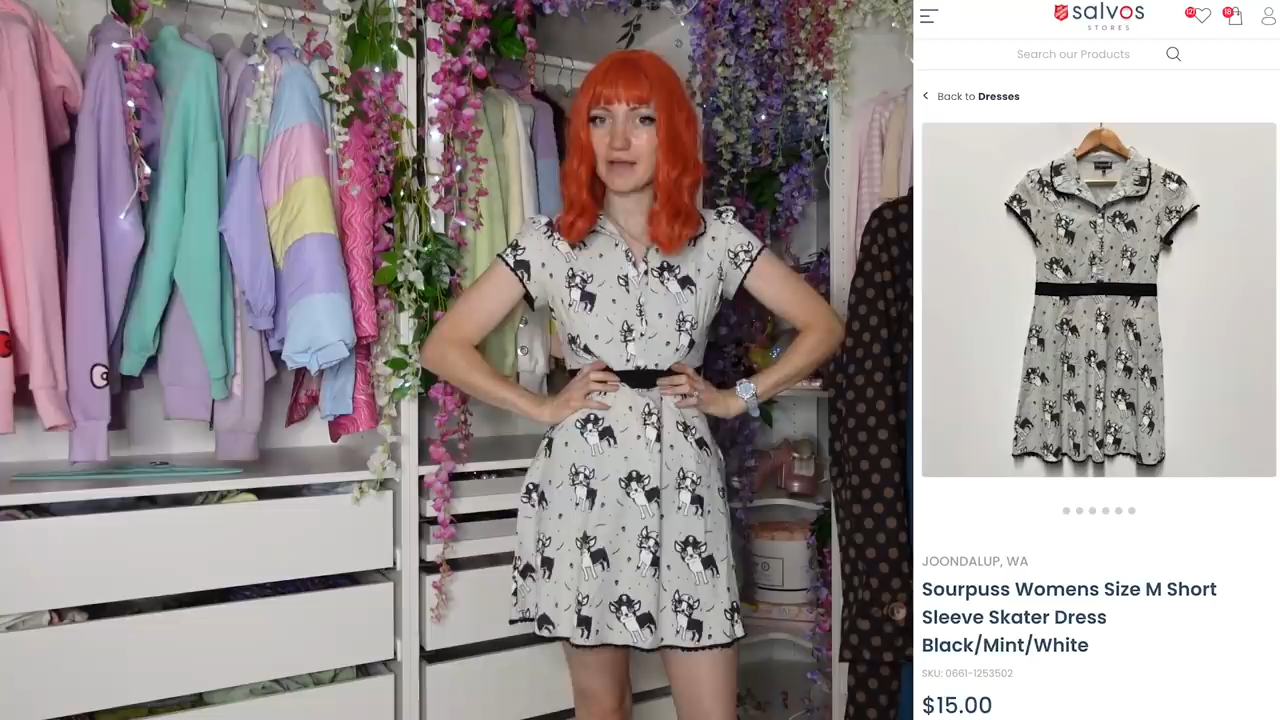 salvos
STORES
18
Search our Products
Back to Dresses
JOONDALUP, WA
Sourpuss Womens Size M Short
Sleeve Skater Dress
Black/Mint/White
SKU: 0661-1253502
$15.00